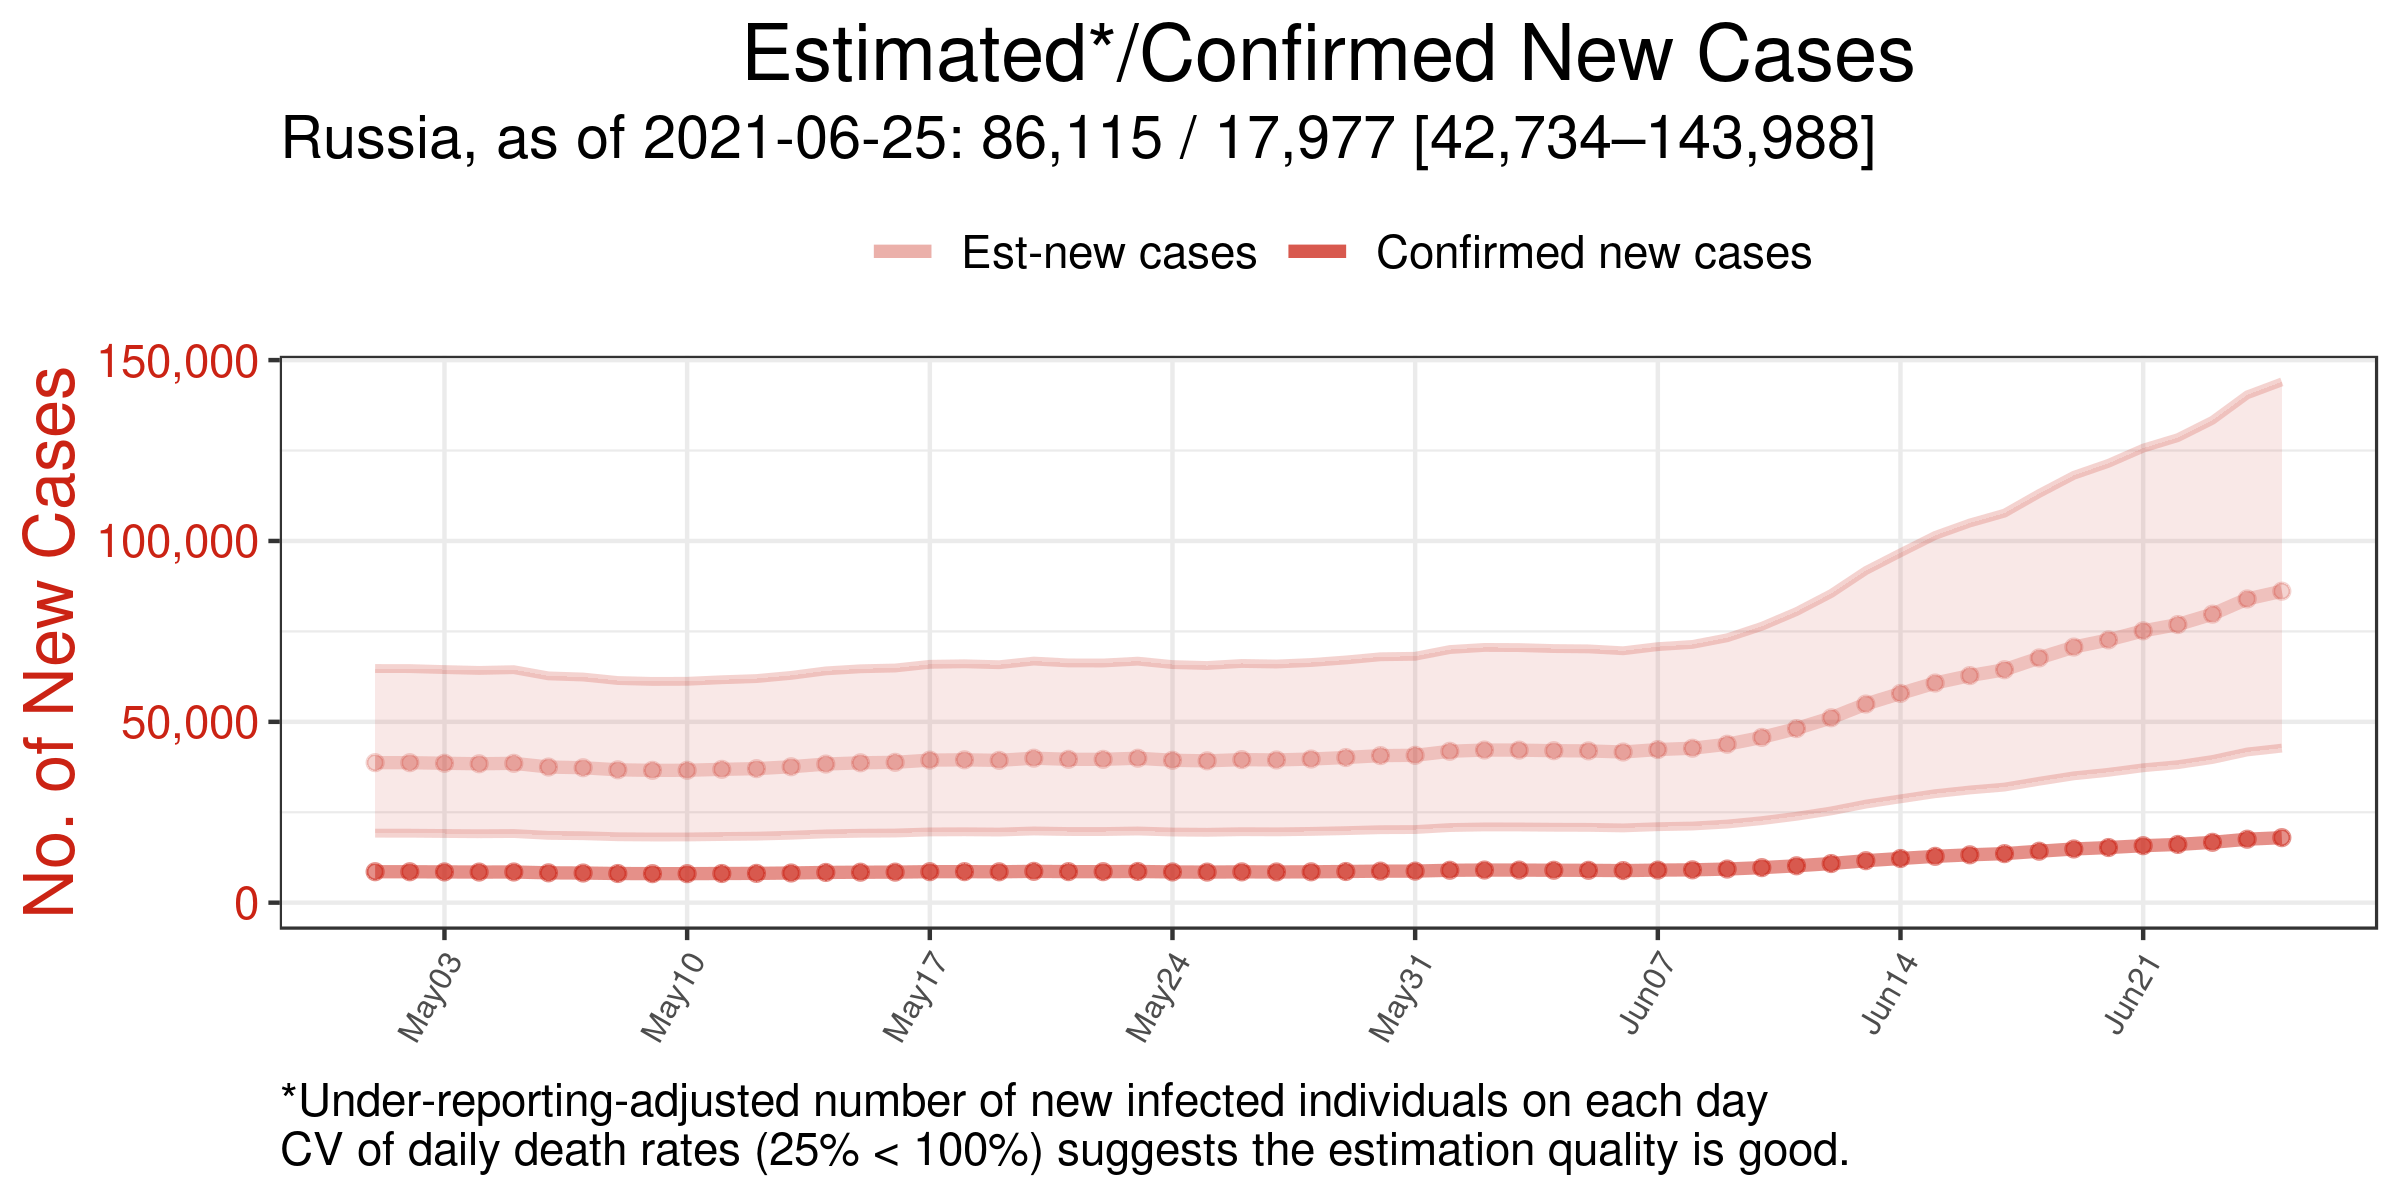 Estimated*/Confirmed New Cases
Russia, as of 2021-06-25: 86,115 / 17,977 [42,734–143,988]
Est-new cases
Confirmed new cases
No. of New Cases
150,000
100,000
50,000
0
May03
May10
May17
May24
May31
Jun07
Jun14
Jun21
*Under-reporting-adjusted number of new infected individuals on each day
CV of daily death rates (25% < 100%) suggests the estimation quality is good.